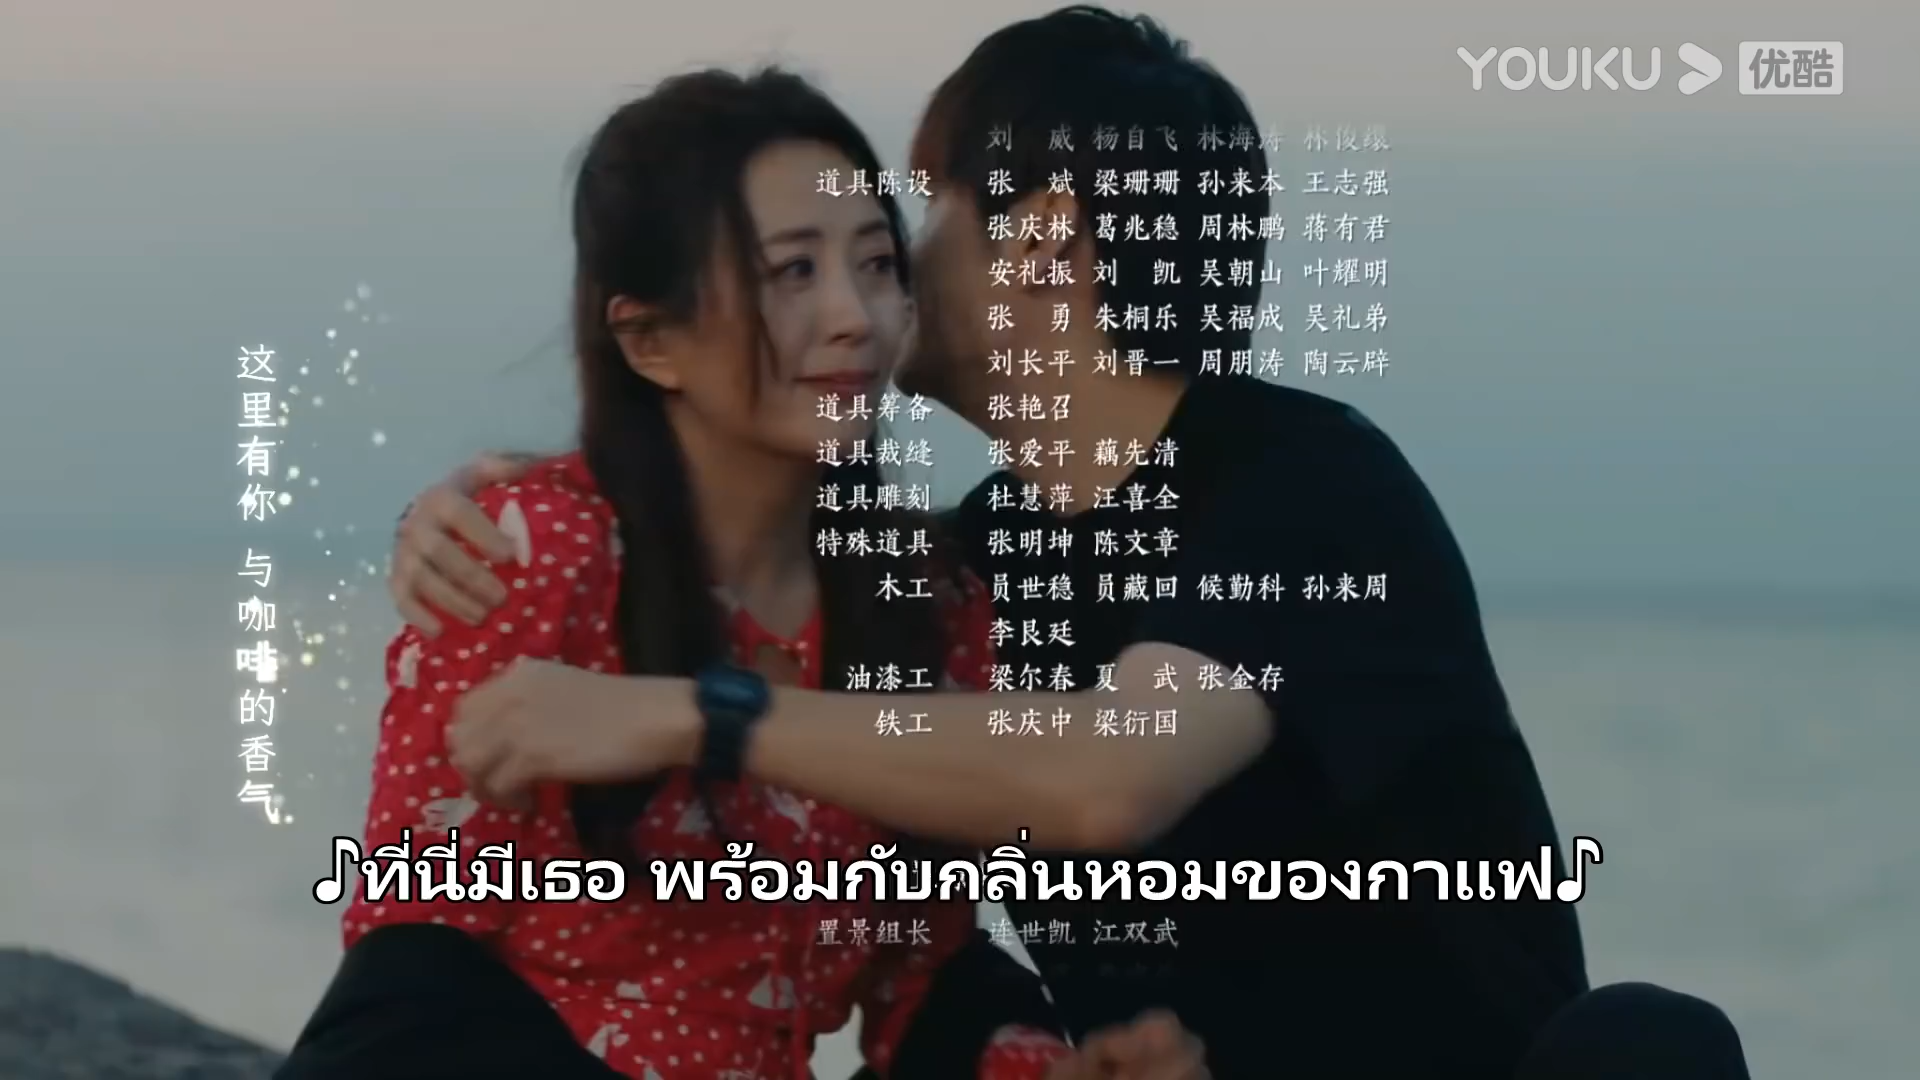 YOUKU 优酷
刘 威 杨自飞 林海涛 林俊缳
道具陈设 张 斌 梁珊珊 孙来本 王志强
张庆林 葛兆稳 周林鹏 蒋有君
安礼振 刘 凯 吴朝山 叶耀明
张 勇 朱桐乐 吴福成 吴礼弟
刘长平 刘晋一 周朋涛 陶云辟
道具筹备 张艳召
道具裁缝 张爱平 藕先清
道具雕刻 杜慧萍 汪喜全
特殊道具 张明坤 陈文章
木工 员世稳 员藏回 候勤科 孙来周
李艮廷
油漆工 梁尔春 夏 武 张金存
铁工 张庆中 梁衍国
这里有你 与咖啡的香气
♪ที่นี่มีเธอ พร้อมกับกลิ่นหอมของกาแฟ♪
置景组长 连世凯 江双武